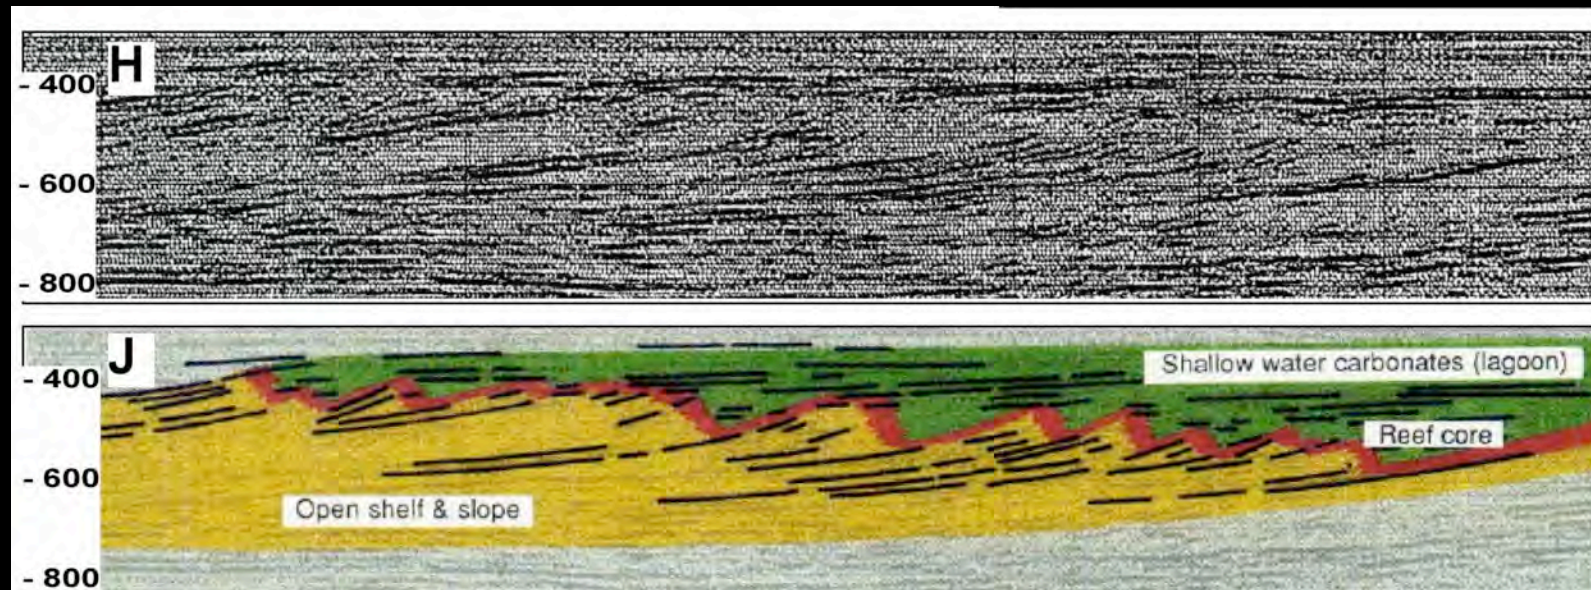 H
- 400
- 600
- 800
J
- 400
Shallow water carbonates (lagoon)
Reef core
- 600
Open shelf & slope
- 800